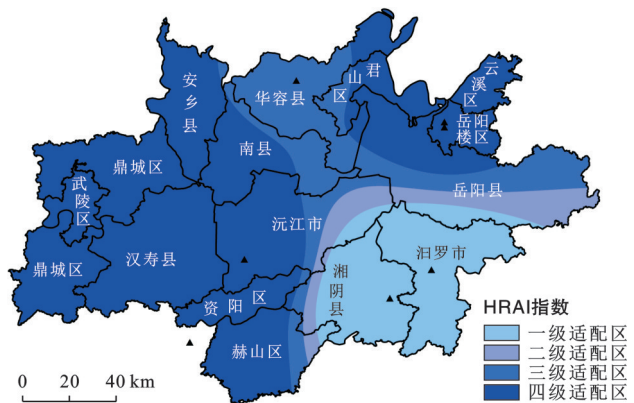 安乡县
华容县
君山区
云溪区
岳阳楼区
南县
鼎城区
武陵区
岳阳县
沅江市
汨罗市
鼎城区
汉寿县
湘阴县
资阳区
赫山区
HRAI指数
一级适配区
二级适配区
三级适配区
四级适配区
0 20 40 km